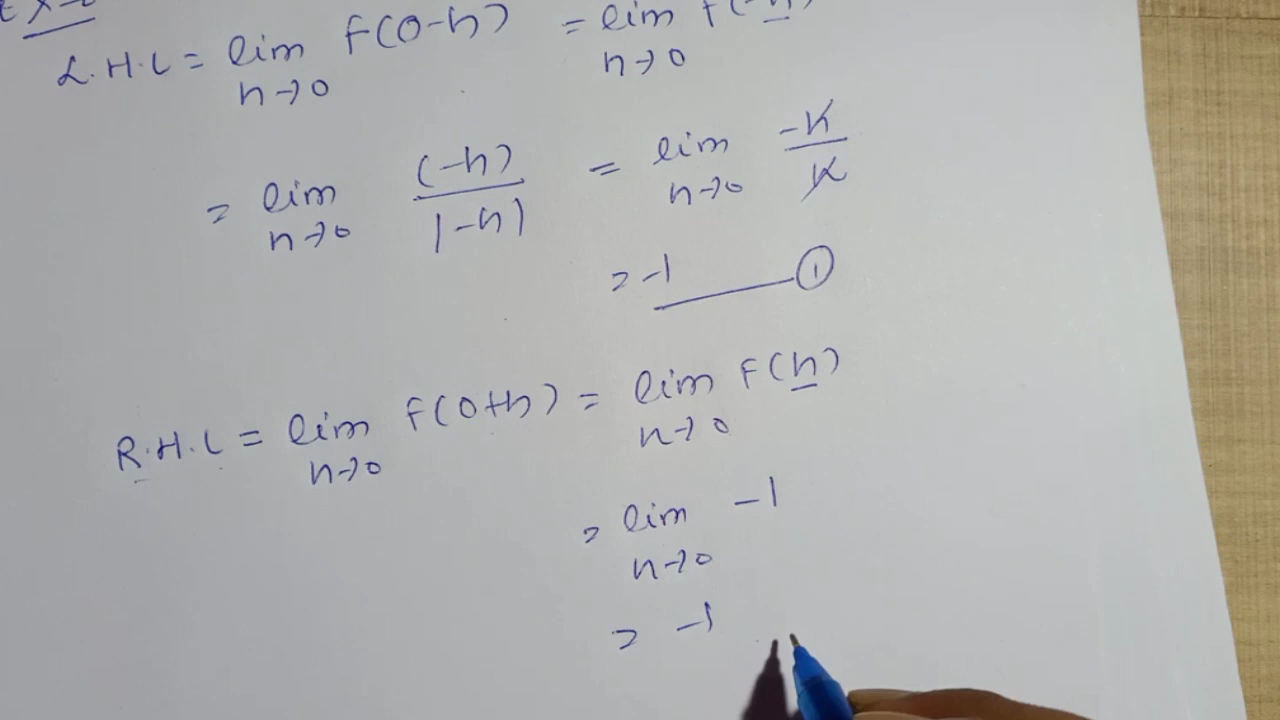 L.H.L = lim f(0-h) = lim f(-h)
h→0 h→0
= lim (-h) / |-h| = lim -h / h
h→0 h→0
= -1 ①
R.H.L = lim f(0+h) = lim f(h)
h→0 h→0
= lim -1
h→0
= -1